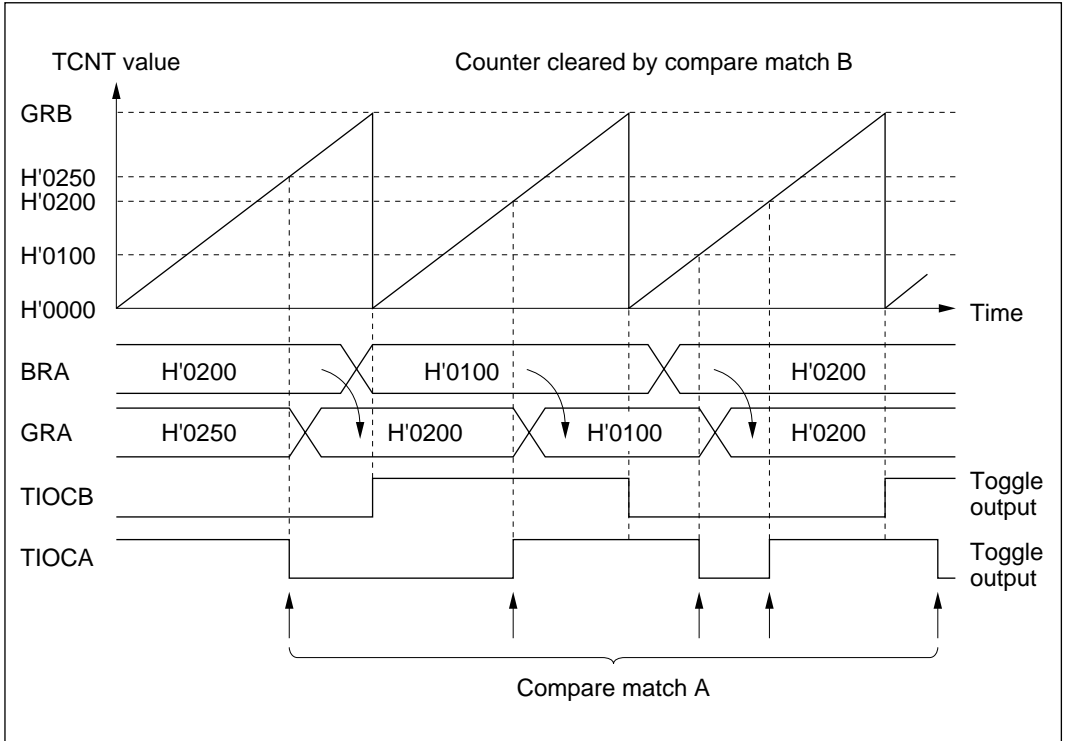 TCNT value
Counter cleared by compare match B
GRB
H'0250
H'0200
H'0100
H'0000
Time
BRA
H'0200
H'0100
H'0200
GRA
H'0250
H'0200
H'0100
H'0200
TIOCB
Toggle
output
TIOCA
Toggle
output
Compare match A